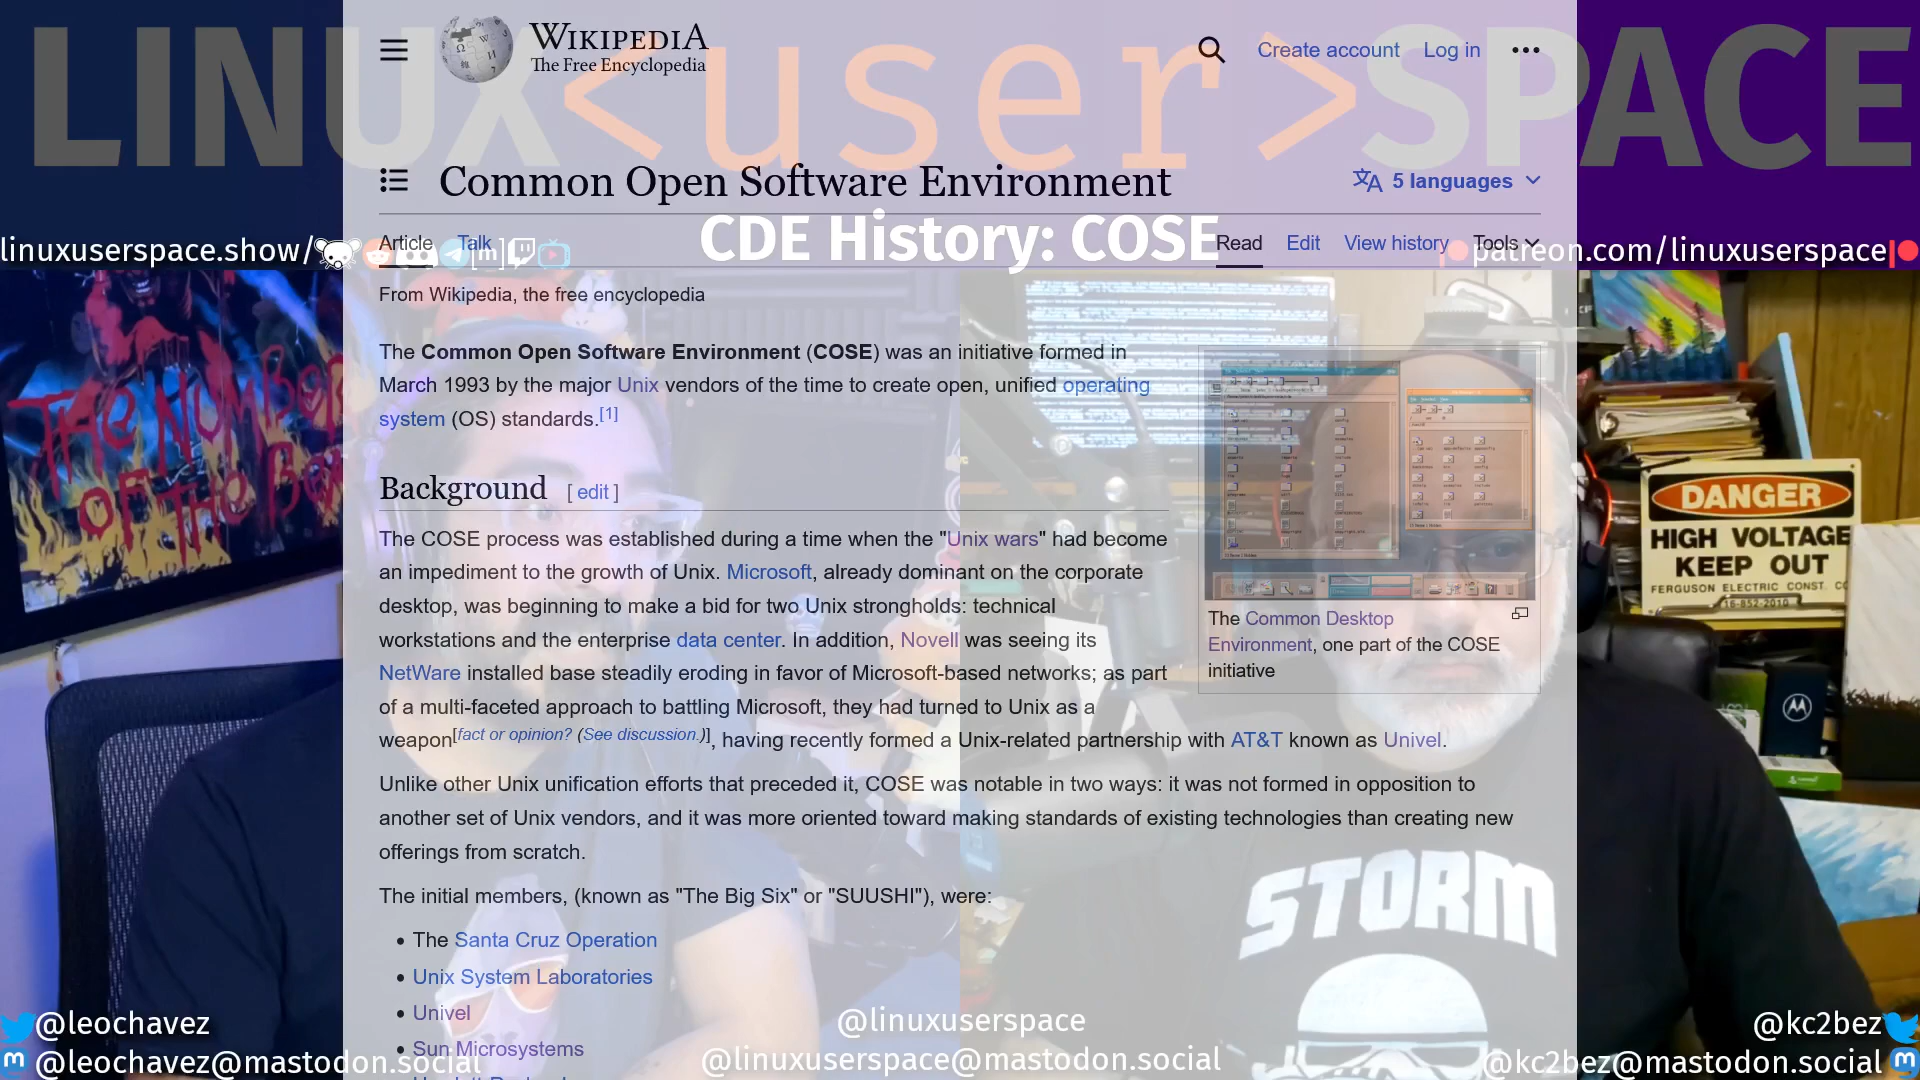 LINUX <user> SPACE
WIKIPEDIA
The Free Encyclopedia
Create account
Log in
Common Open Software Environment
5 languages
CDE History: COSE
linuxuserspace.show/
patreon.com/linuxuserspace
Article
Talk
Read
Edit
View history
Tools
From Wikipedia, the free encyclopedia
The Common Open Software Environment (COSE) was an initiative formed in
March 1993 by the major Unix vendors of the time to create open, unified operating
system (OS) standards.[1]
Background [ edit ]
The COSE process was established during a time when the "Unix wars" had become
an impediment to the growth of Unix. Microsoft, already dominant on the corporate
desktop, was beginning to make a bid for two Unix strongholds: technical
workstations and the enterprise data center. In addition, Novell was seeing its
NetWare installed base steadily eroding in favor of Microsoft-based networks; as part
of a multi-faceted approach to battling Microsoft, they had turned to Unix as a
weapon[fact or opinion? (See discussion.)], having recently formed a Unix-related partnership with AT&T known as Univel.
The Common Desktop
Environment, one part of the COSE
initiative
Unlike other Unix unification efforts that preceded it, COSE was notable in two ways: it was not formed in opposition to
another set of Unix vendors, and it was more oriented toward making standards of existing technologies than creating new
offerings from scratch.
The initial members, (known as "The Big Six" or "SUUSHI"), were:
• The Santa Cruz Operation
• Unix System Laboratories
• Univel
• Sun Microsystems
THE NUMBER
OF THE BEA
DANGER
HIGH VOLTAGE
KEEP OUT
FERGUSON ELECTRIC CONST. CO
16-852-2010
STORM
@leochavez
@leochavez@mastodon.social
@linuxuserspace
@linuxuserspace@mastodon.social
@kc2bez
@kc2bez@mastodon.social